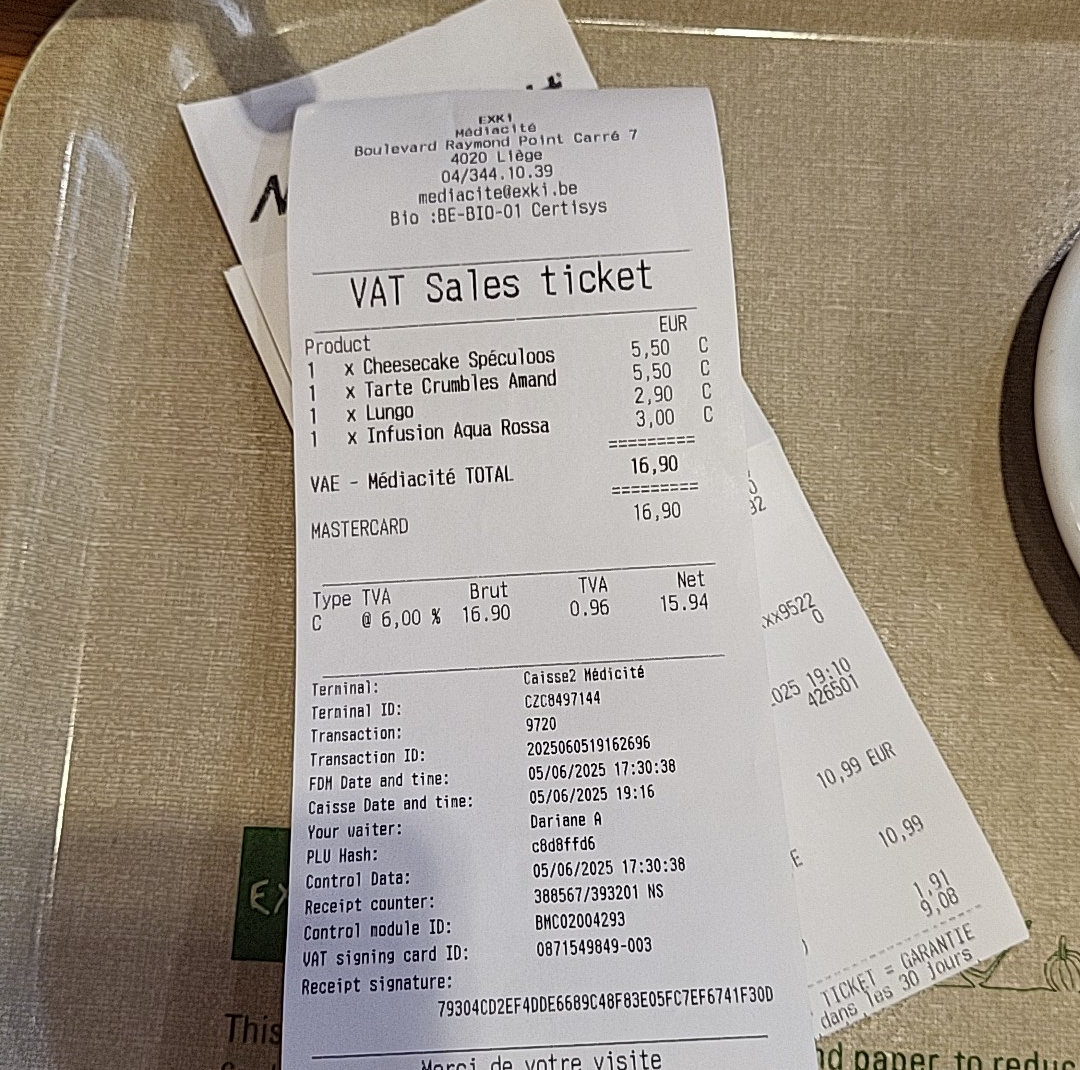 EXKI
Médiacité
Boulevard Raymond Point Carré 7
4020 Liège
04/344.10.39
mediacite@exki.be
Bio :BE-BIO-01 Certisys
VAT Sales ticket
Product EUR
1 x Cheesecake Spéculoos 5,50 C
1 x Tarte Crumbles Amand 5,50 C
1 x Lungo 2,90 C
1 x Infusion Aqua Rossa 3,00 C
=========
VAE - Médiacité TOTAL 16,90
=========
MASTERCARD 16,90
Type TVA Brut TVA Net
C @ 6,00 % 16.90 0.96 15.94
Terminal: Caisse2 Médicité
Terminal ID: CZC8497144
Transaction: 9720
Transaction ID: 2025060519162696
FDM Date and time: 05/06/2025 17:30:38
Caisse Date and time: 05/06/2025 19:16
Your waiter: Dariane A
PLU Hash: c8d8ffd6
Control Data: 05/06/2025 17:30:38
Receipt counter: 388567/393201 NS
Control module ID: BMC02004293
VAT signing card ID: 0871549849-003
Receipt signature:
79304CD2EF4DDE6689C48F83E05FC7EF6741F30D
Merci de votre visite
xx9522
0
025 19:10
426501
10,99 EUR
10,99
1,91
9,08
TICKET = GARANTIE
dans les 30 jours
EX
This
nd paper to reduc